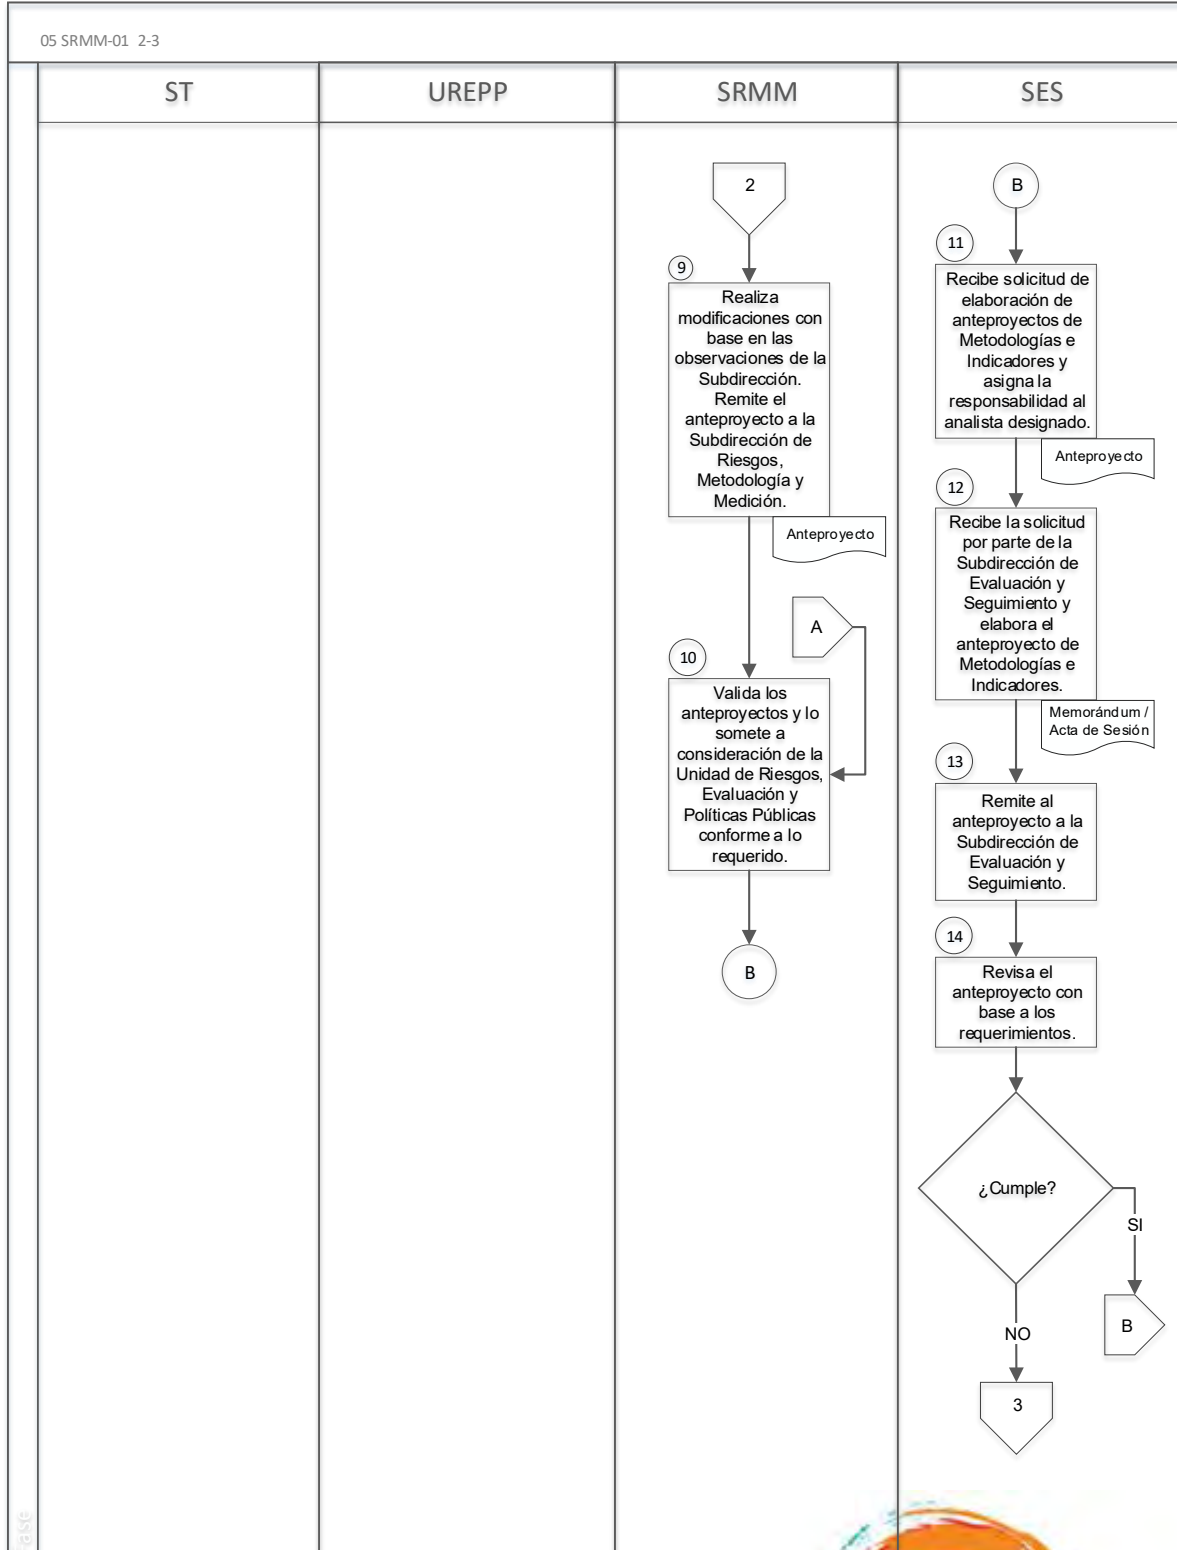 05 SRMM-01  2-3
ST
UREPP
SRMM
SES
2
9
Realiza
modificaciones con
base en las
observaciones de la
Subdirección.
Remite el
anteproyecto a la
Subdirección de
Riesgos,
Metodología y
Medición.
Anteproyecto
A
10
Valida los
anteproyectos y lo
somete a
consideración de la
Unidad de Riesgos,
Evaluación y
Políticas Públicas
conforme a lo
requerido.
B
B
11
Recibe solicitud de
elaboración de
anteproyectos de
Metodologías e
Indicadores y
asigna la
responsabilidad al
analista designado.
Anteproyecto
12
Recibe la solicitud
por parte de la
Subdirección de
Evaluación y
Seguimiento y
elabora el
anteproyecto de
Metodologías e
Indicadores.
Memorándum /
Acta de Sesión
13
Remite al
anteproyecto a la
Subdirección de
Evaluación y
Seguimiento.
14
Revisa el
anteproyecto con
base a los
requerimientos.
¿Cumple?
SI
B
NO
3